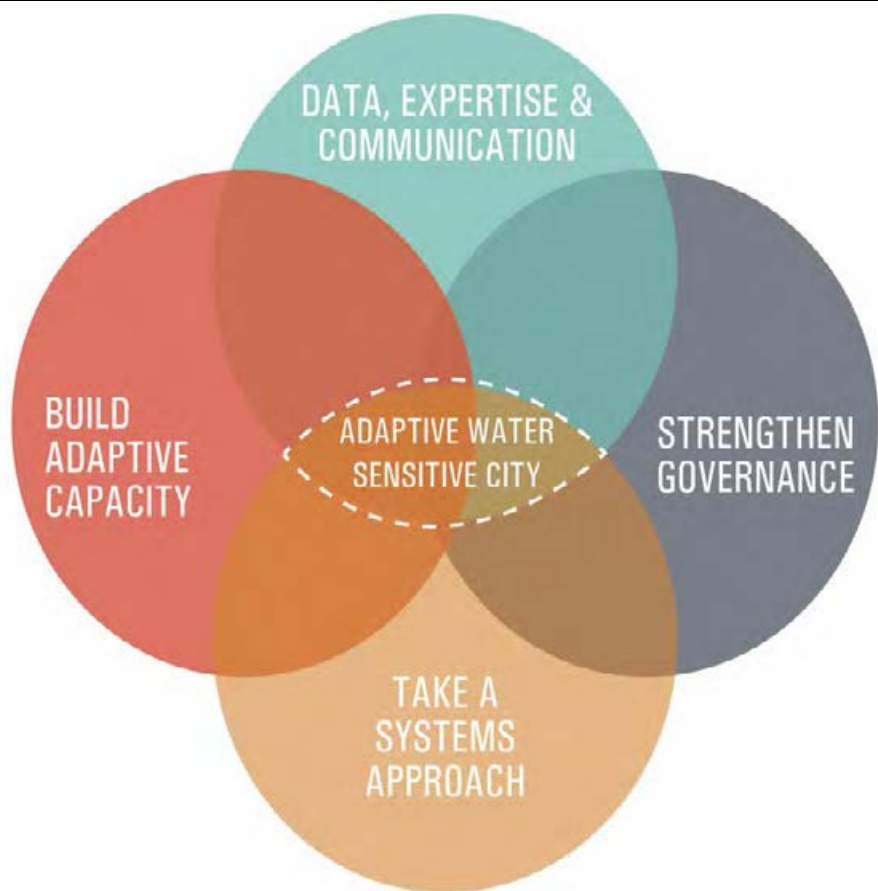 DATA, EXPERTISE &
COMMUNICATION
BUILD
ADAPTIVE
CAPACITY
ADAPTIVE WATER
SENSITIVE CITY
STRENGTHEN
GOVERNANCE
TAKE A
SYSTEMS
APPROACH